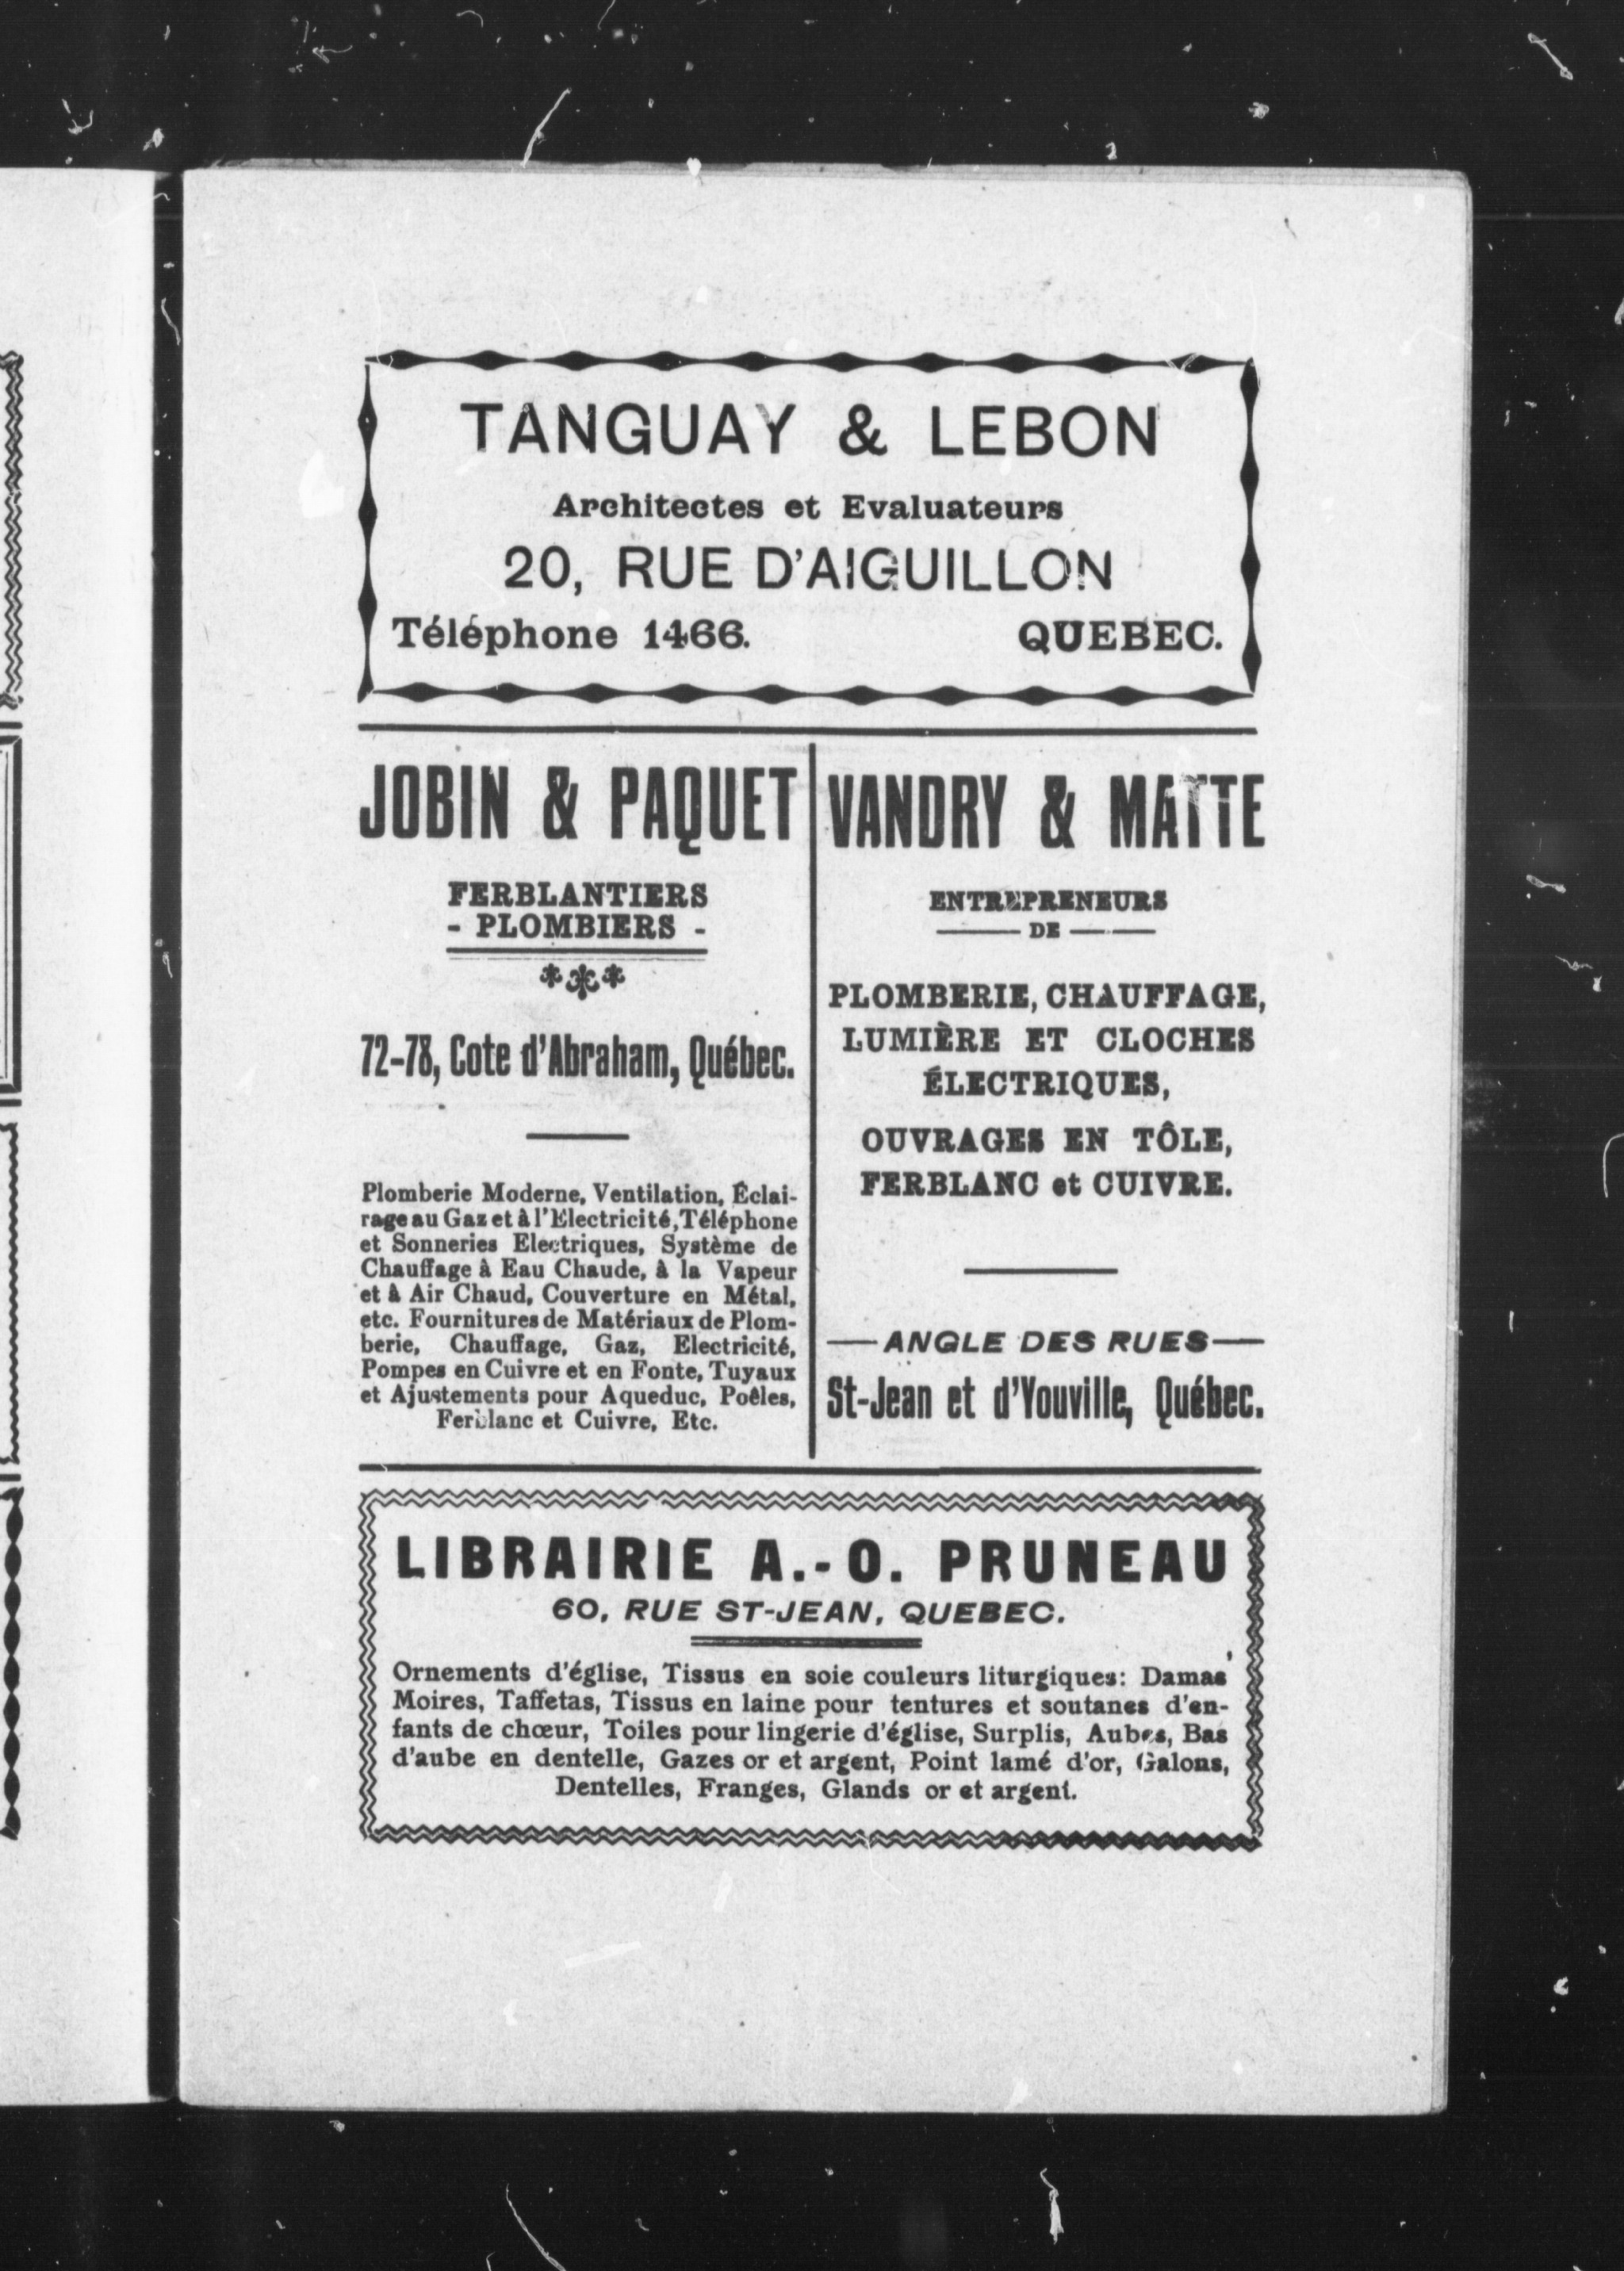 TANGUAY & LEBON
Architectes et Evaluateurs
20, RUE D'AIGUILLON
Téléphone 1466. QUEBEC.
JOBIN & PAQUET
FERBLANTIERS
- PLOMBIERS -
72-78, Cote d'Abraham, Québec.
Plomberie Moderne, Ventilation, Éclai-
rage au Gaz et à l'Electricité, Téléphone
et Sonneries Electriques, Système de
Chauffage à Eau Chaude, à la Vapeur
et à Air Chaud, Couverture en Métal,
etc. Fournitures de Matériaux de Plom-
berie, Chauffage, Gaz, Electricité,
Pompes en Cuivre et en Fonte, Tuyaux
et Ajustements pour Aqueduc, Poêles,
Ferblanc et Cuivre, Etc.
VANDRY & MATTE
ENTREPRENEURS
DE
PLOMBERIE, CHAUFFAGE,
LUMIÈRE ET CLOCHES
ÉLECTRIQUES,
OUVRAGES EN TÔLE,
FERBLANC et CUIVRE.
ANGLE DES RUES
St-Jean et d'Youville, Québec.
LIBRAIRIE A.-O. PRUNEAU
60, RUE ST-JEAN, QUEBEC.
Ornements d'église, Tissus en soie couleurs liturgiques: Damas'
Moires, Taffetas, Tissus en laine pour tentures et soutanes d'en-
fants de chœur, Toiles pour lingerie d'église, Surplis, Aubes, Bas
d'aube en dentelle, Gazes or et argent, Point lamé d'or, Galons,
Dentelles, Franges, Glands or et argent.